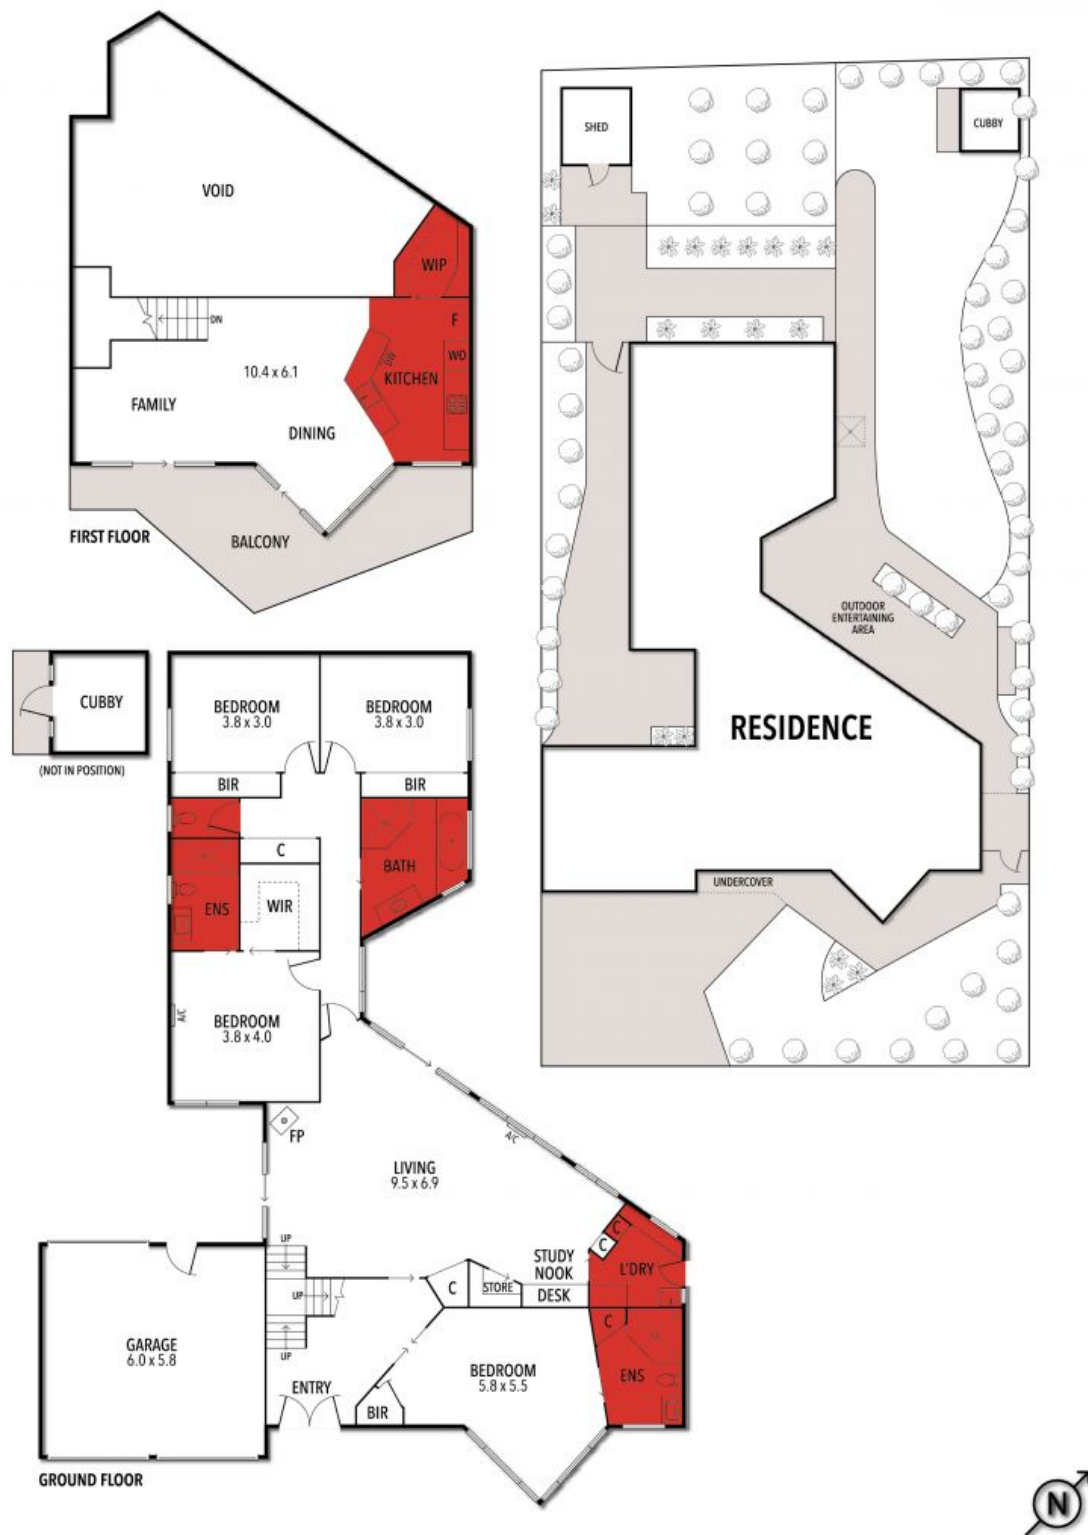 VOID
WIP
DN
F
WO
DW
KITCHEN
10.4 x 6.1
FAMILY
DINING
FIRST FLOOR
BALCONY
SHED
CUBBY
OUTDOOR
ENTERTAINING
AREA
RESIDENCE
UNDERCOVER
CUBBY
(NOT IN POSITION)
BEDROOM
3.8 x 3.0
BEDROOM
3.8 x 3.0
BIR
BIR
C
BATH
ENS
WIR
A/C
BEDROOM
3.8 x 4.0
FP
A/C
LIVING
9.5 x 6.9
UP
UP
UP
STUDY
NOOK
C
C
L'DRY
C
STORE
DESK
C
GARAGE
6.0 x 5.8
BEDROOM
5.8 x 5.5
ENS
ENTRY
BIR
GROUND FLOOR
N